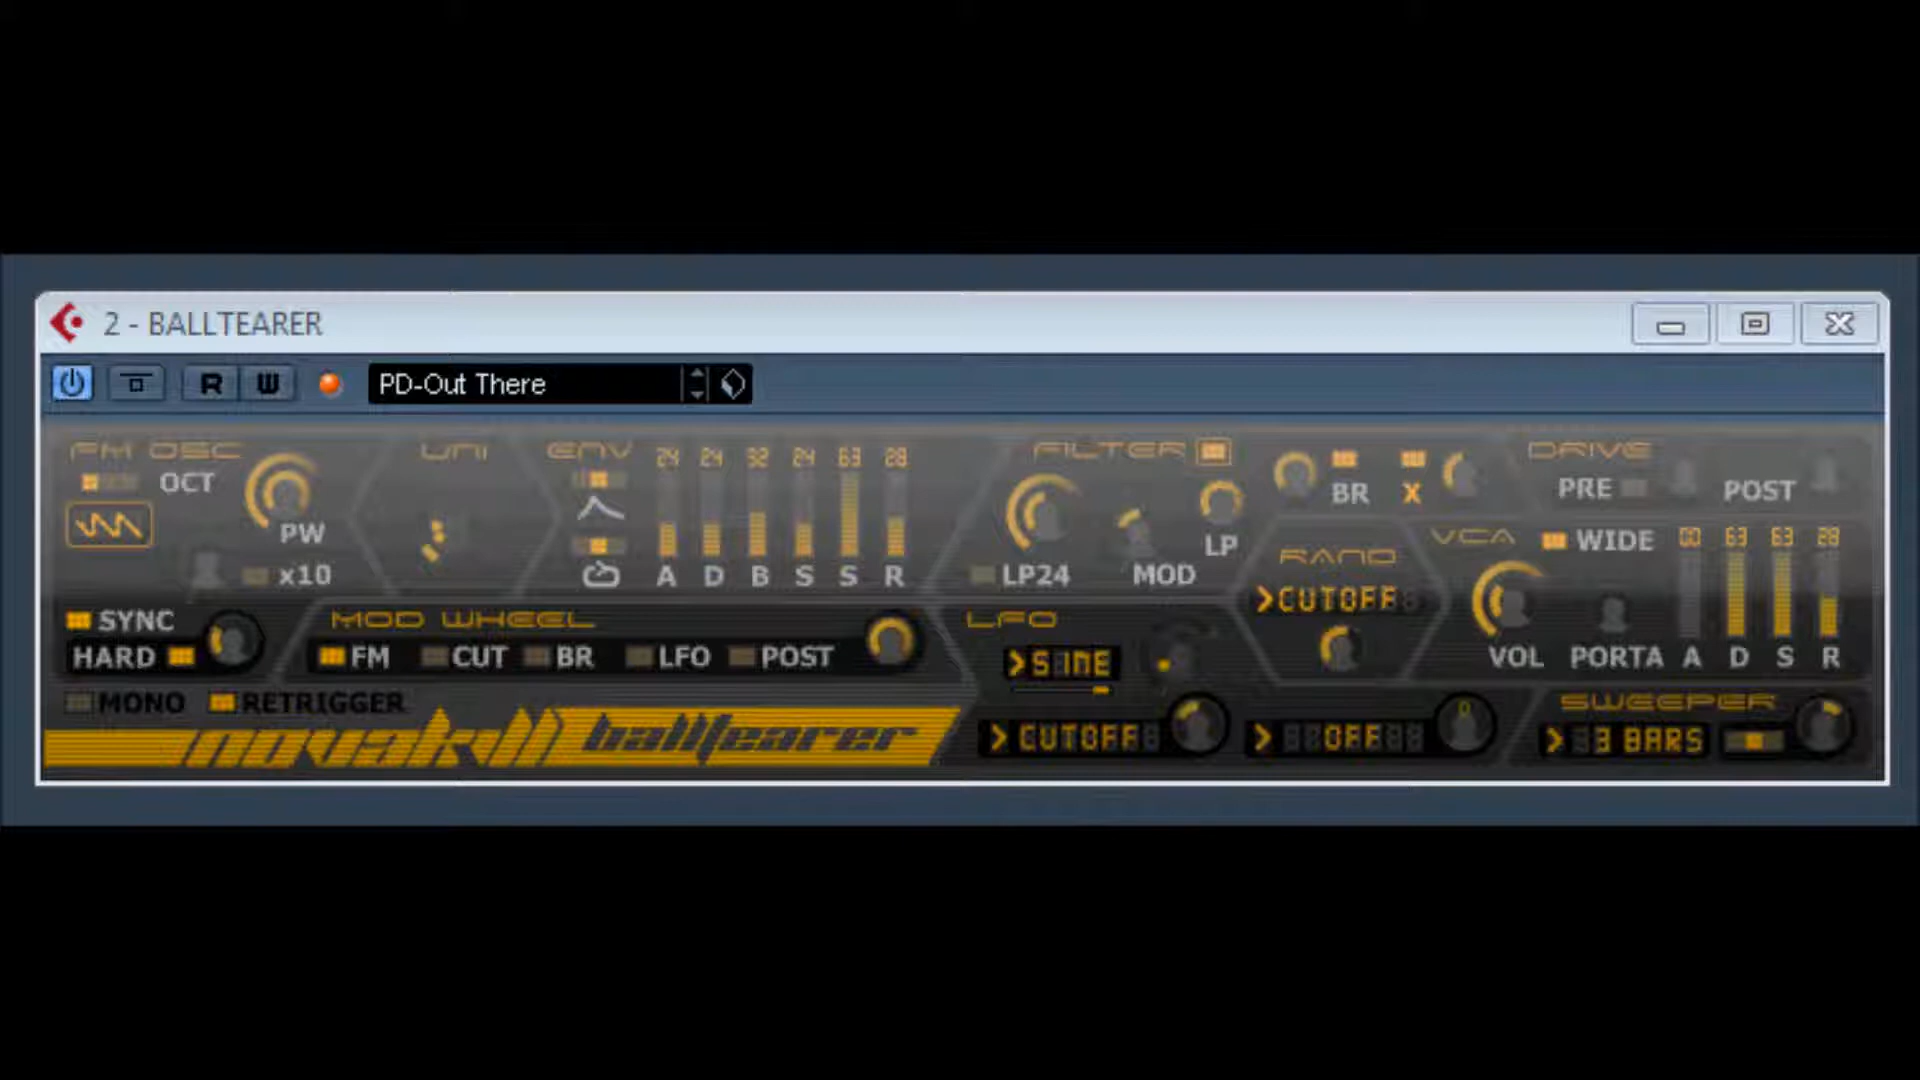 2 - BALLTEARER
R W PD-Out There
FM OSC
OCT
PW
x10
UNI
ENV
24 24 32 24 63 28
A D B S S R
FILTER
LP24
MOD
LP
BR X
DRIVE
PRE POST
SYNC
HARD
MOD WHEEL
FM CUT BR LFO POST
LFO
>SINE
>CUTOFF
>OFF
RAND
>CUTOFF
VCA
WIDE
00 63 63 28
VOL PORTA A D S R
MONO RETRIGGER
novakill balltearer
SWEEPER
>3 BARS